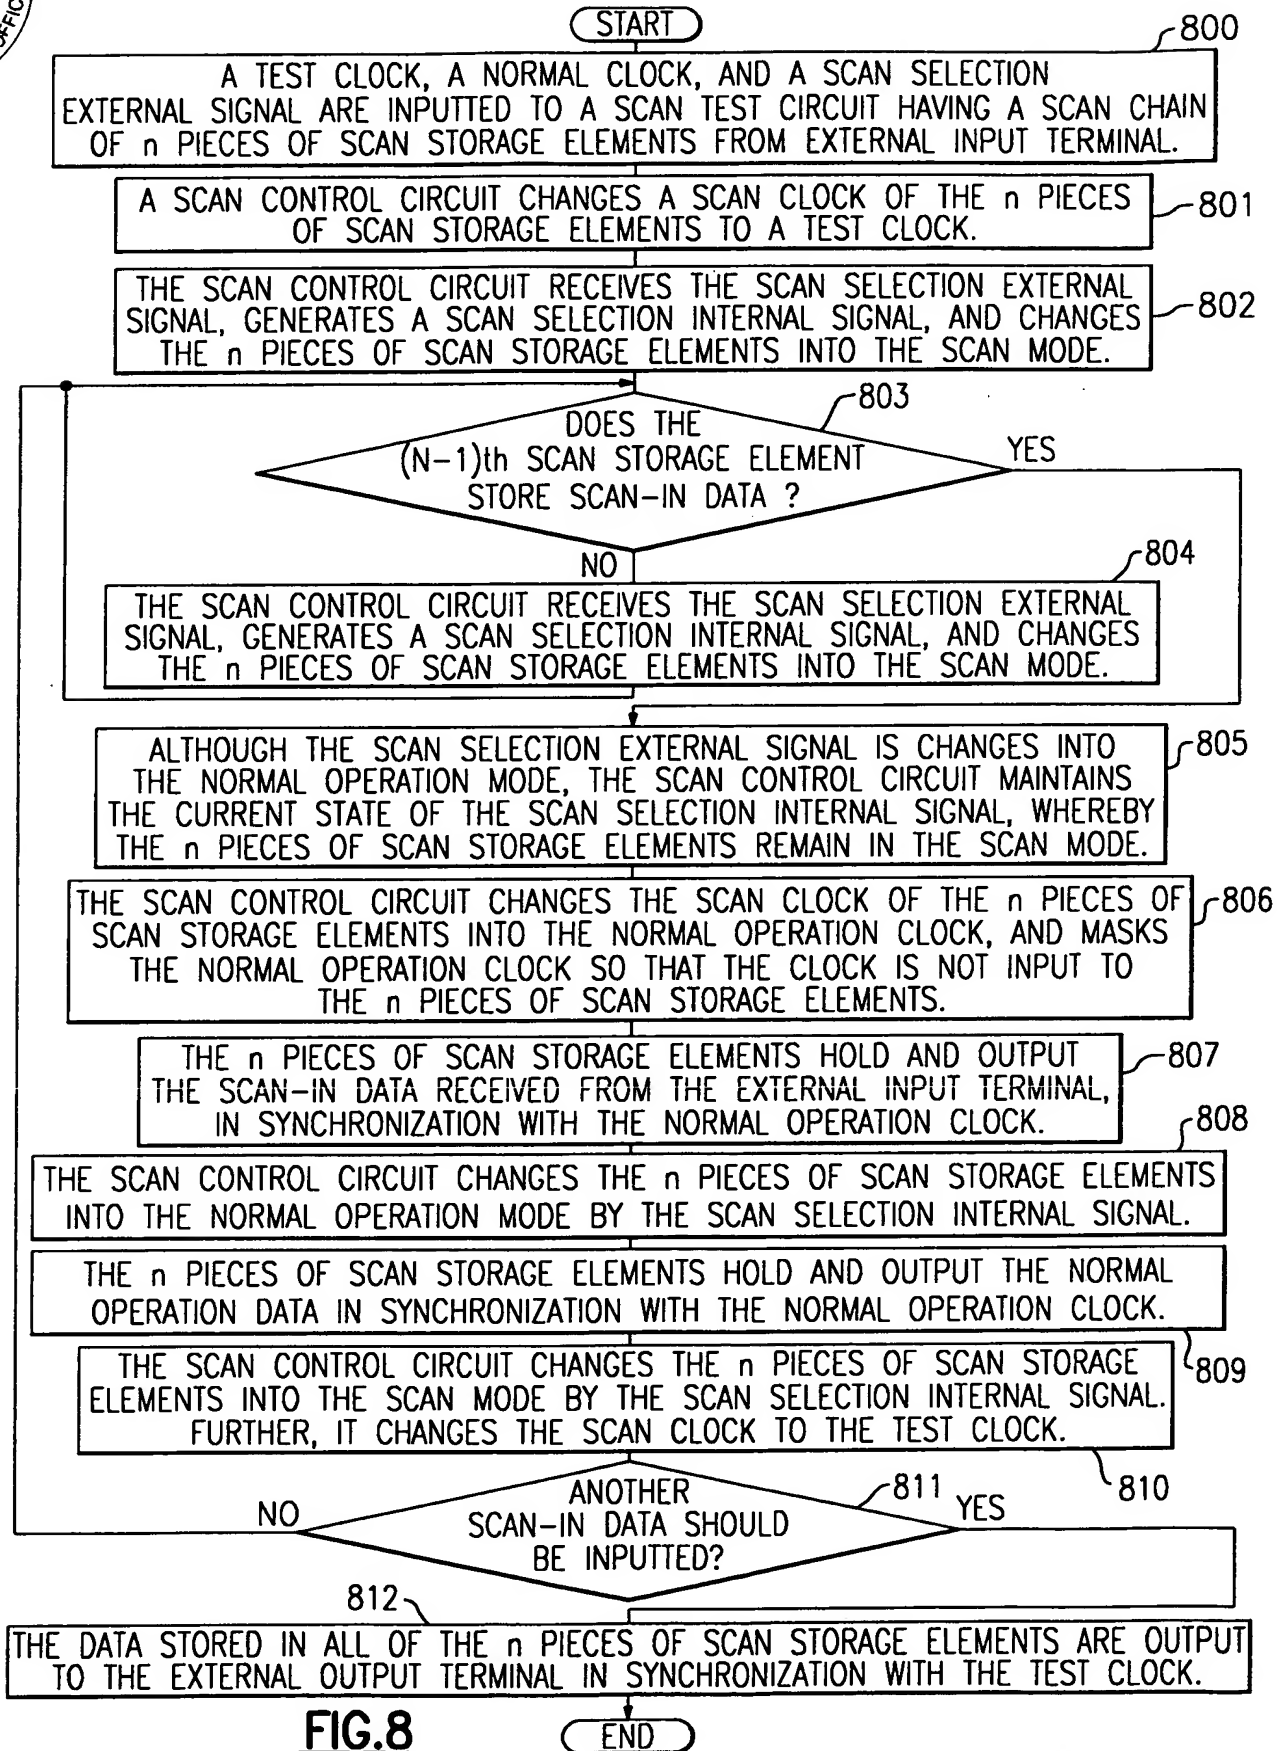 OFFIC
START
800
A TEST CLOCK, A NORMAL CLOCK, AND A SCAN SELECTION
EXTERNAL SIGNAL ARE INPUTTED TO A SCAN TEST CIRCUIT HAVING A SCAN CHAIN
OF n PIECES OF SCAN STORAGE ELEMENTS FROM EXTERNAL INPUT TERMINAL.
A SCAN CONTROL CIRCUIT CHANGES A SCAN CLOCK OF THE n PIECES
OF SCAN STORAGE ELEMENTS TO A TEST CLOCK.
801
THE SCAN CONTROL CIRCUIT RECEIVES THE SCAN SELECTION EXTERNAL
SIGNAL, GENERATES A SCAN SELECTION INTERNAL SIGNAL, AND CHANGES
THE n PIECES OF SCAN STORAGE ELEMENTS INTO THE SCAN MODE.
802
803
DOES THE
(N-1)th SCAN STORAGE ELEMENT
STORE SCAN-IN DATA ?
YES
NO
804
THE SCAN CONTROL CIRCUIT RECEIVES THE SCAN SELECTION EXTERNAL
SIGNAL, GENERATES A SCAN SELECTION INTERNAL SIGNAL, AND CHANGES
THE n PIECES OF SCAN STORAGE ELEMENTS INTO THE SCAN MODE.
805
ALTHOUGH THE SCAN SELECTION EXTERNAL SIGNAL IS CHANGES INTO
THE NORMAL OPERATION MODE, THE SCAN CONTROL CIRCUIT MAINTAINS
THE CURRENT STATE OF THE SCAN SELECTION INTERNAL SIGNAL, WHEREBY
THE n PIECES OF SCAN STORAGE ELEMENTS REMAIN IN THE SCAN MODE.
THE SCAN CONTROL CIRCUIT CHANGES THE SCAN CLOCK OF THE n PIECES OF
SCAN STORAGE ELEMENTS INTO THE NORMAL OPERATION CLOCK, AND MASKS
THE NORMAL OPERATION CLOCK SO THAT THE CLOCK IS NOT INPUT TO
THE n PIECES OF SCAN STORAGE ELEMENTS.
806
THE n PIECES OF SCAN STORAGE ELEMENTS HOLD AND OUTPUT
THE SCAN-IN DATA RECEIVED FROM THE EXTERNAL INPUT TERMINAL,
IN SYNCHRONIZATION WITH THE NORMAL OPERATION CLOCK.
807
808
THE SCAN CONTROL CIRCUIT CHANGES THE n PIECES OF SCAN STORAGE ELEMENTS
INTO THE NORMAL OPERATION MODE BY THE SCAN SELECTION INTERNAL SIGNAL.
THE n PIECES OF SCAN STORAGE ELEMENTS HOLD AND OUTPUT THE NORMAL
OPERATION DATA IN SYNCHRONIZATION WITH THE NORMAL OPERATION CLOCK.
809
THE SCAN CONTROL CIRCUIT CHANGES THE n PIECES OF SCAN STORAGE
ELEMENTS INTO THE SCAN MODE BY THE SCAN SELECTION INTERNAL SIGNAL.
FURTHER, IT CHANGES THE SCAN CLOCK TO THE TEST CLOCK.
810
811
ANOTHER
SCAN-IN DATA SHOULD
BE INPUTTED?
NO
YES
812
THE DATA STORED IN ALL OF THE n PIECES OF SCAN STORAGE ELEMENTS ARE OUTPUT
TO THE EXTERNAL OUTPUT TERMINAL IN SYNCHRONIZATION WITH THE TEST CLOCK.
FIG.8
END